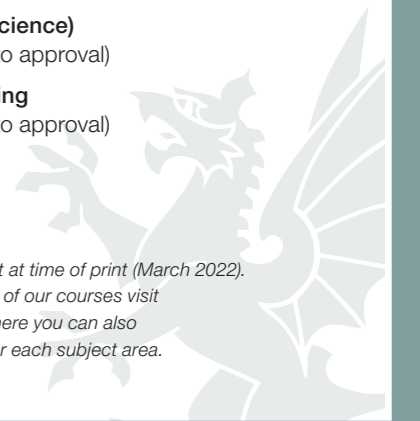 cience)
o approval)
ing
o approval)
t at time of print (March 2022).
of our courses visit
here you can also
r each subject area.